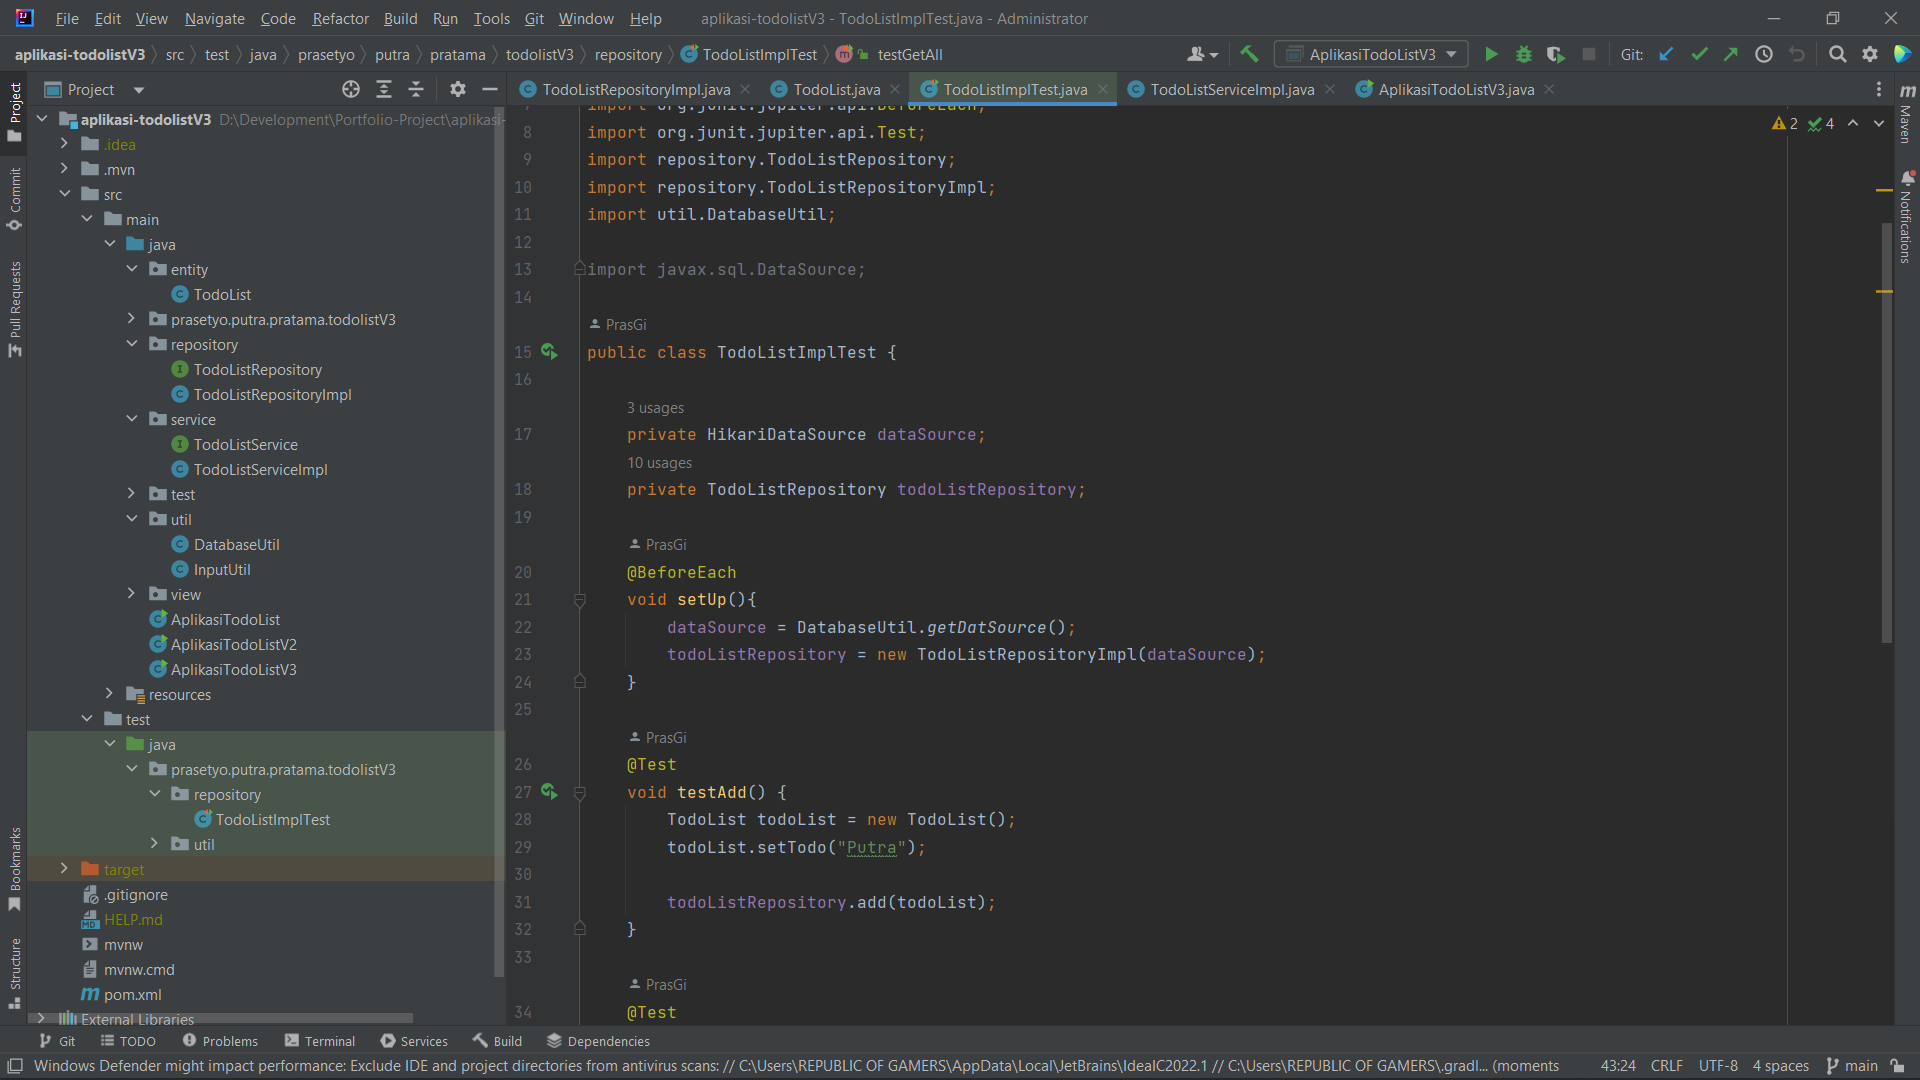 File Edit View Navigate Code Refactor Build Run Tools Git Window Help aplikasi-todolistV3 - TodoListImplTest.java - Administrator
aplikasi-todolistV3 src test java prasetyo putra pratama todolistV3 repository TodoListImplTest testGetAll AplikasiTodoListV3 Git:
Project
Commit
Pull Requests
Bookmarks
Structure
Project
aplikasi-todolistV3 D:\Development\Portfolio-Project\aplikasi-
.idea
.mvn
src
main
java
entity
TodoList
prasetyo.putra.pratama.todolistV3
repository
TodoListRepository
TodoListRepositoryImpl
service
TodoListService
TodoListServiceImpl
test
util
DatabaseUtil
InputUtil
view
AplikasiTodoList
AplikasiTodoListV2
AplikasiTodoListV3
resources
test
java
prasetyo.putra.pratama.todolistV3
repository
TodoListImplTest
util
target
.gitignore
HELP.md
mvnw
mvnw.cmd
pom.xml
External Libraries
TodoListRepositoryImpl.java TodoList.java TodoListImplTest.java TodoListServiceImpl.java AplikasiTodoListV3.java
2 4
7 import org.junit.jupiter.api.BeforeEach;
8 import org.junit.jupiter.api.Test;
9 import repository.TodoListRepository;
10 import repository.TodoListRepositoryImpl;
11 import util.DatabaseUtil;
12
13 import javax.sql.DataSource;
14
PrasGi
15 public class TodoListImplTest {
16
3 usages
17 private HikariDataSource dataSource;
10 usages
18 private TodoListRepository todoListRepository;
19
PrasGi
20 @BeforeEach
21 void setUp(){
22 dataSource = DatabaseUtil.getDatSource();
23 todoListRepository = new TodoListRepositoryImpl(dataSource);
24 }
25
PrasGi
26 @Test
27 void testAdd() {
28 TodoList todoList = new TodoList();
29 todoList.setTodo("Putra");
30
31 todoListRepository.add(todoList);
32 }
33
PrasGi
34 @Test
Maven
Notifications
Git TODO Problems Terminal Services Build Dependencies
Windows Defender might impact performance: Exclude IDE and project directories from antivirus scans: // C:\Users\REPUBLIC OF GAMERS\AppData\Local\JetBrains\IdeaIC2022.1 // C:\Users\REPUBLIC OF GAMERS\.gradl... (moments 43:24 CRLF UTF-8 4 spaces main